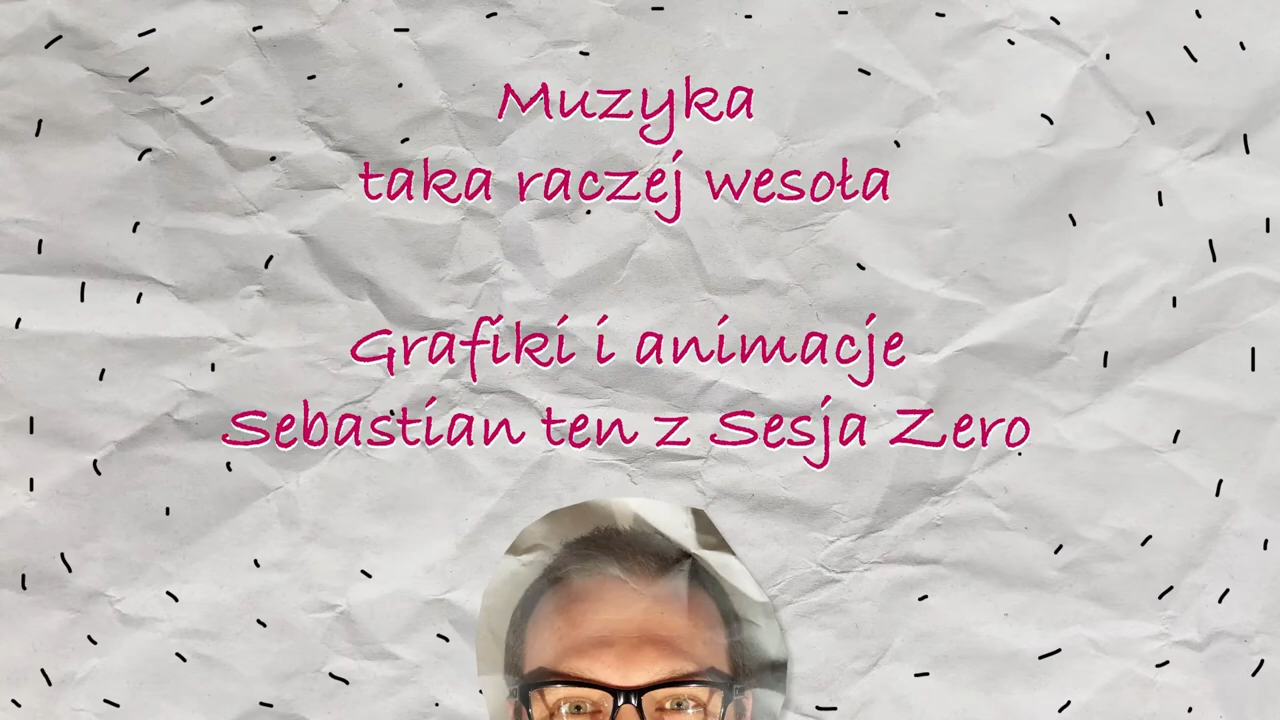 Muzyka
taka raczej wesoła
Grafiki i animacje
Sebastian ten z Sesja Zero